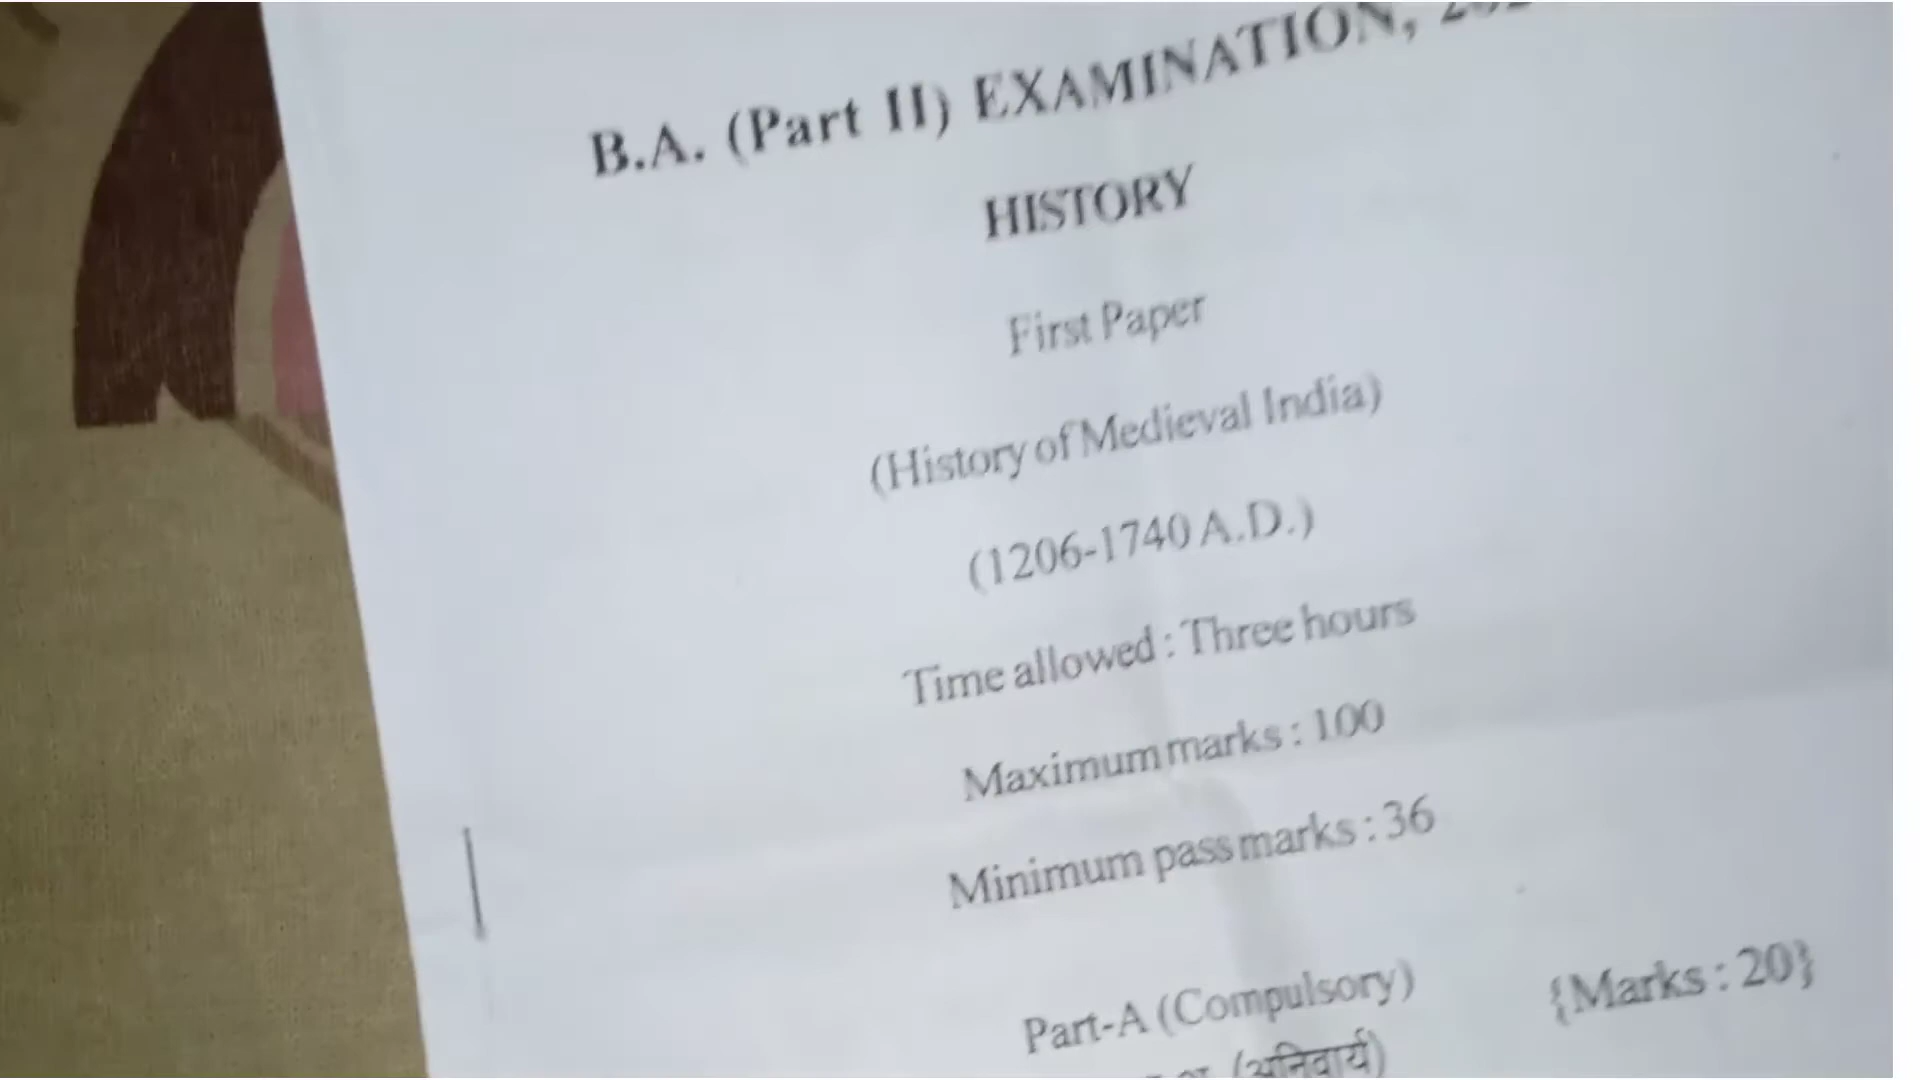 B.A. (Part II) EXAMINATION,
HISTORY
First Paper
(History of Medieval India)
(1206-1740 A.D.)
Time allowed : Three hours
Maximum marks : 100
Minimum pass marks : 36
Part-A (Compulsory) {Marks : 20}
(अनिवार्य)